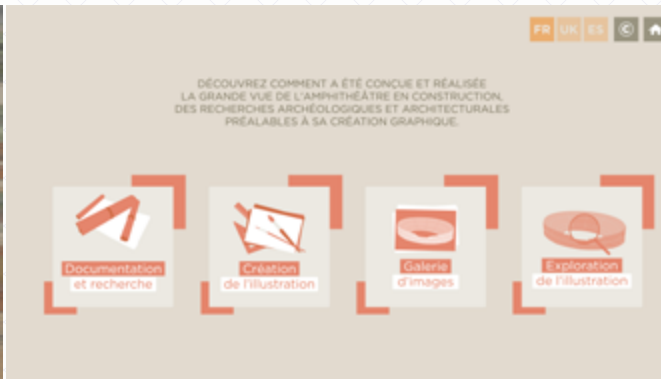 FR UK ES ©
DÉCOUVREZ COMMENT A ÉTÉ CONÇUE ET RÉALISÉE
LA GRANDE VUE DE L'AMPHITHÉÂTRE EN CONSTRUCTION,
DES RECHERCHES ARCHÉOLOGIQUES ET ARCHITECTURALES
PRÉALABLES À SA CRÉATION GRAPHIQUE.
Documentation
et recherche
Création
de l'illustration
Galerie
d'images
Exploration
de l'illustration